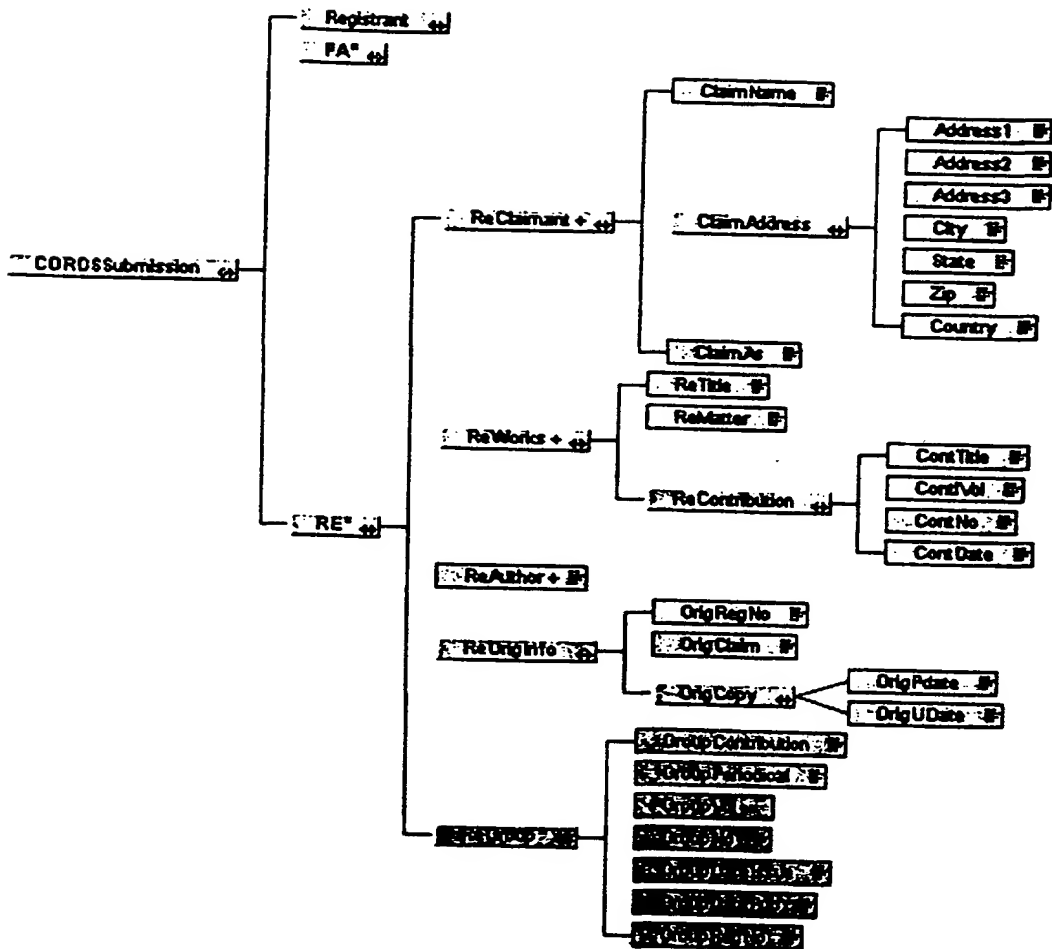 Registrant
FA*
ClaimName
Address1
Address2
Address3
ReClaimant +
ClaimAddress
City
State
CORDSSubmission
Zip
Country
ClaimAs
ReTitle
ReMatter
ReWorks +
ContTitle
ContVol
ReContribution
ContNo
RE*
ContDate
ReAuthor +
OrigRegNo
OrigClaim
ReOrigInfo
OrigCopy
OrigPdate
OrigUDate
GroupContribution
GroupPeriodical